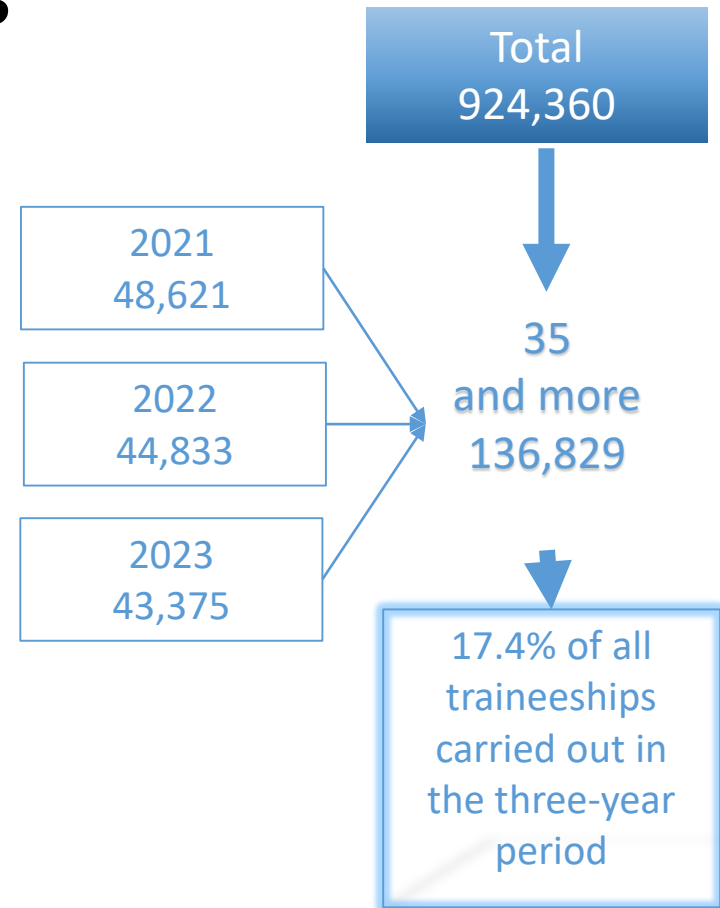 Total
924,360
2021
48,621
2022
44,833
2023
43,375
35
and more
136,829
17.4% of all
traineeships
carried out in
the three-year
period